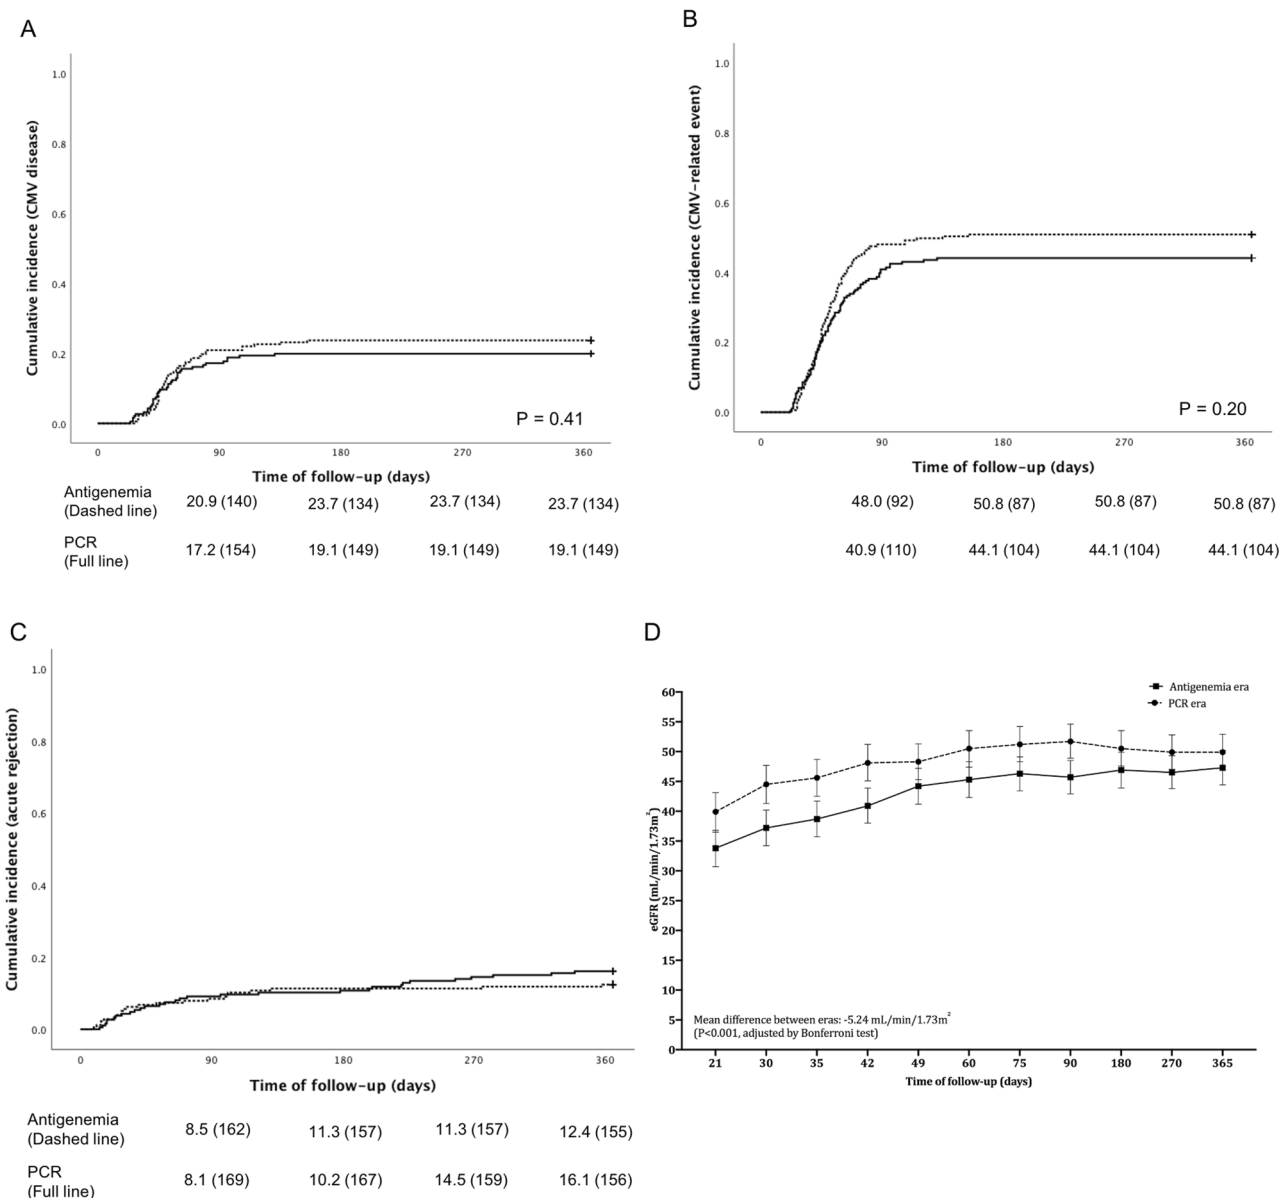 A
Cumulative incidence (CMV disease)
1.0
0.8
0.6
0.4
0.2
0.0
P = 0.41
0 90 180 270 360
Time of follow-up (days)
Antigenemia
(Dashed line)
20.9 (140) 23.7 (134) 23.7 (134) 23.7 (134)
PCR
(Full line)
17.2 (154) 19.1 (149) 19.1 (149) 19.1 (149)
B
Cumulative incidence (CMV-related event)
1.0
0.8
0.6
0.4
0.2
0.0
P = 0.20
0 90 180 270 360
Time of follow-up (days)
48.0 (92) 50.8 (87) 50.8 (87) 50.8 (87)
40.9 (110) 44.1 (104) 44.1 (104) 44.1 (104)
C
Cumulative incidence (acute rejection)
1.0
0.8
0.6
0.4
0.2
0.0
0 90 180 270 360
Time of follow-up (days)
Antigenemia
(Dashed line)
8.5 (162) 11.3 (157) 11.3 (157) 12.4 (155)
PCR
(Full line)
8.1 (169) 10.2 (167) 14.5 (159) 16.1 (156)
D
Antigenemia era
PCR era
eGFR (mL/min/1.73m²)
60
55
50
45
40
35
30
25
20
15
10
5
0
Mean difference between eras: -5.24 mL/min/1.73m²
(P<0.001, adjusted by Bonferroni test)
21 30 35 42 49 60 75 90 180 270 365
Time of follow-up (days)